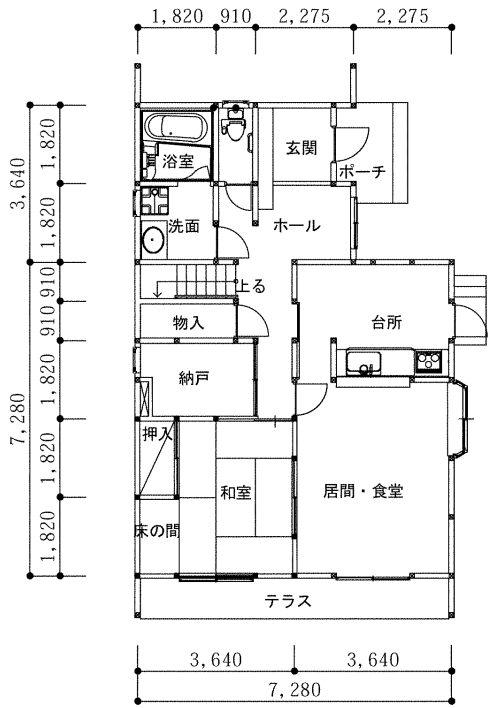 1,820 910 2,275 2,275
浴室
玄関
ポーチ
1,820
3,640
1,820
洗面
ホール
910
上る
910
物入
台所
1,820
納戸
7,280
押入
1,820
和室
居間・食堂
床の間
1,820
テラス
3,640 3,640
7,280